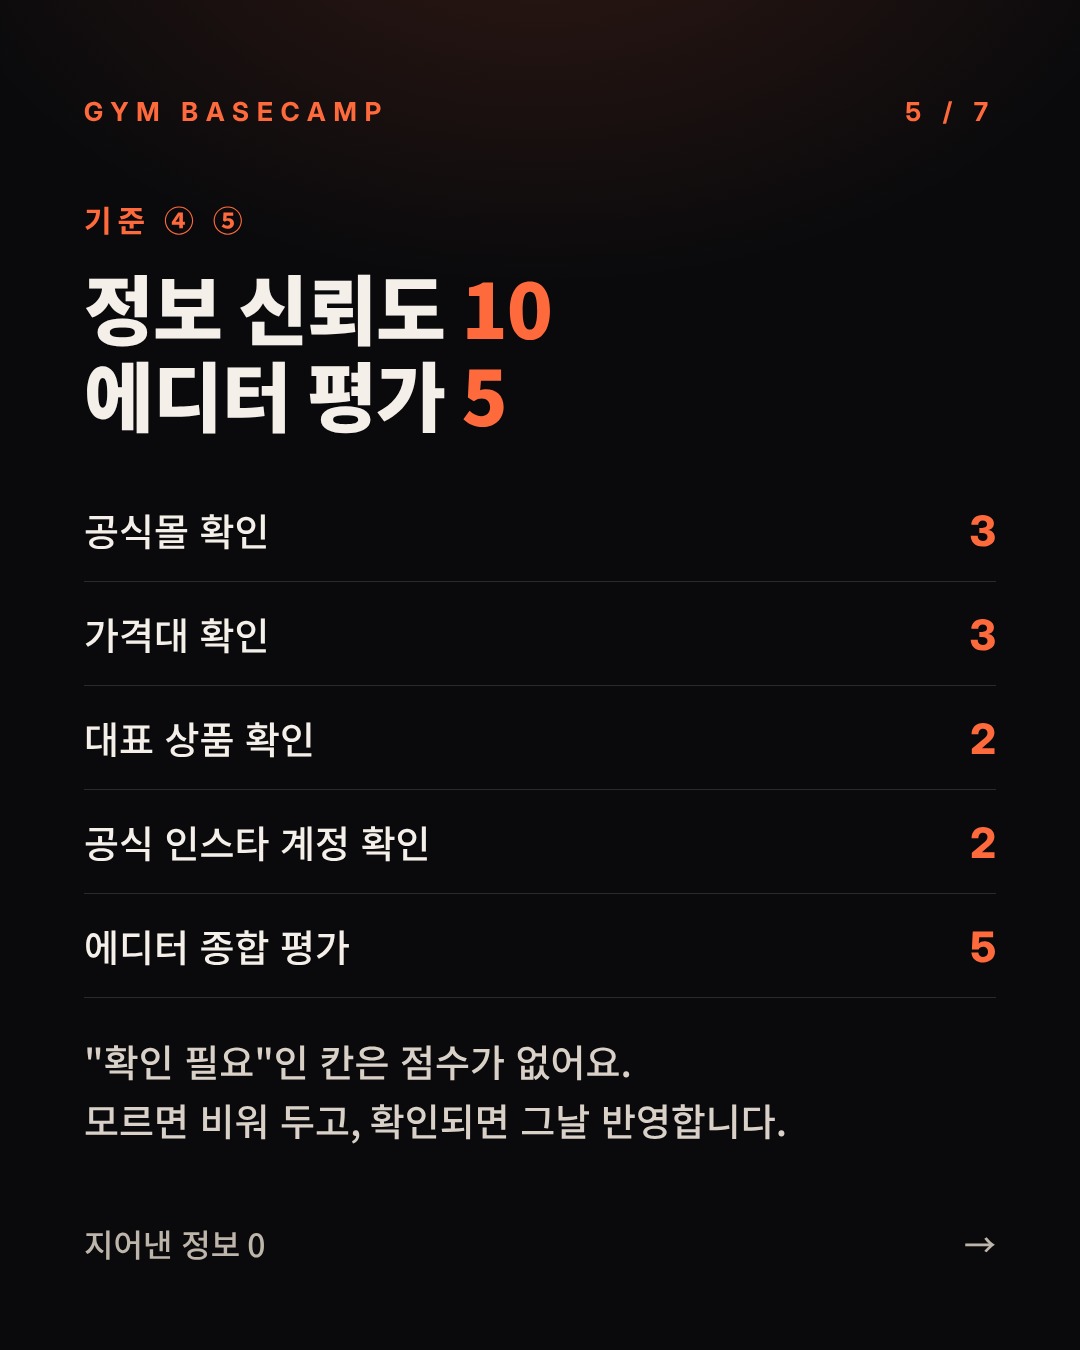 GYM BASECAMP
5 / 7
기준 ④ ⑤
정보 신뢰도 10
에디터 평가 5
공식몰 확인 3
가격대 확인 3
대표 상품 확인 2
공식 인스타 계정 확인 2
에디터 종합 평가 5
"확인 필요"인 칸은 점수가 없어요.
모르면 비워 두고, 확인되면 그날 반영합니다.
지어낸 정보 0 →